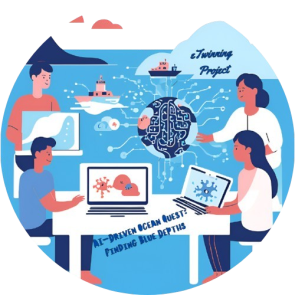 eTwinning
Project
AI-Driven Ocean Quest:
Finding Blue Depths